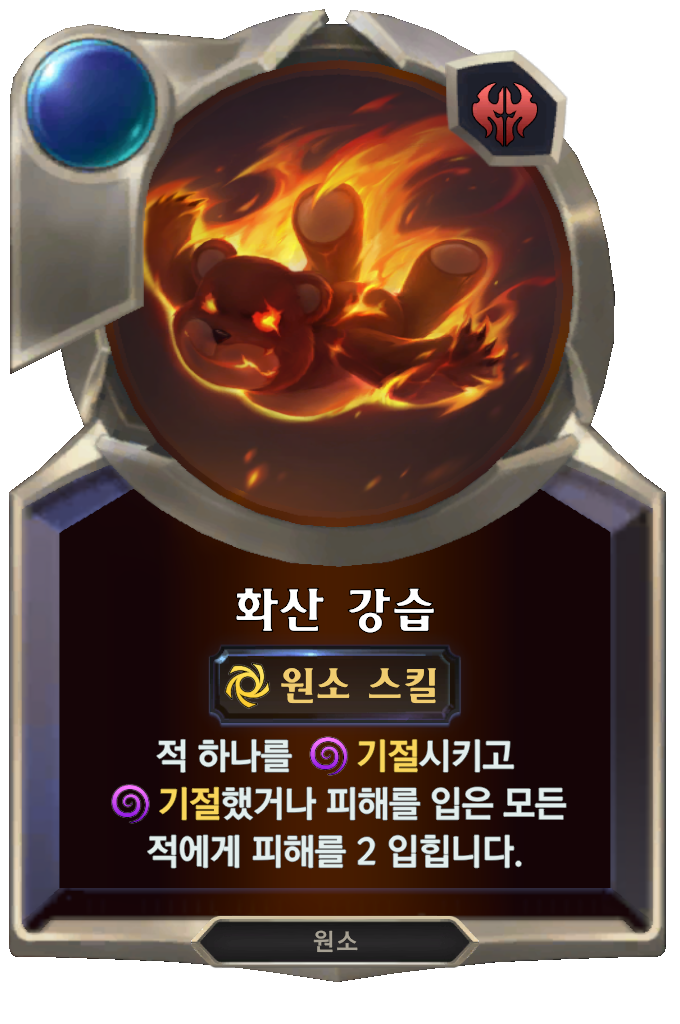 화산 강습
원소 스킬
적 하나를 기절시키고
기절했거나 피해를 입은 모든
적에게 피해를 2 입힙니다.
원소